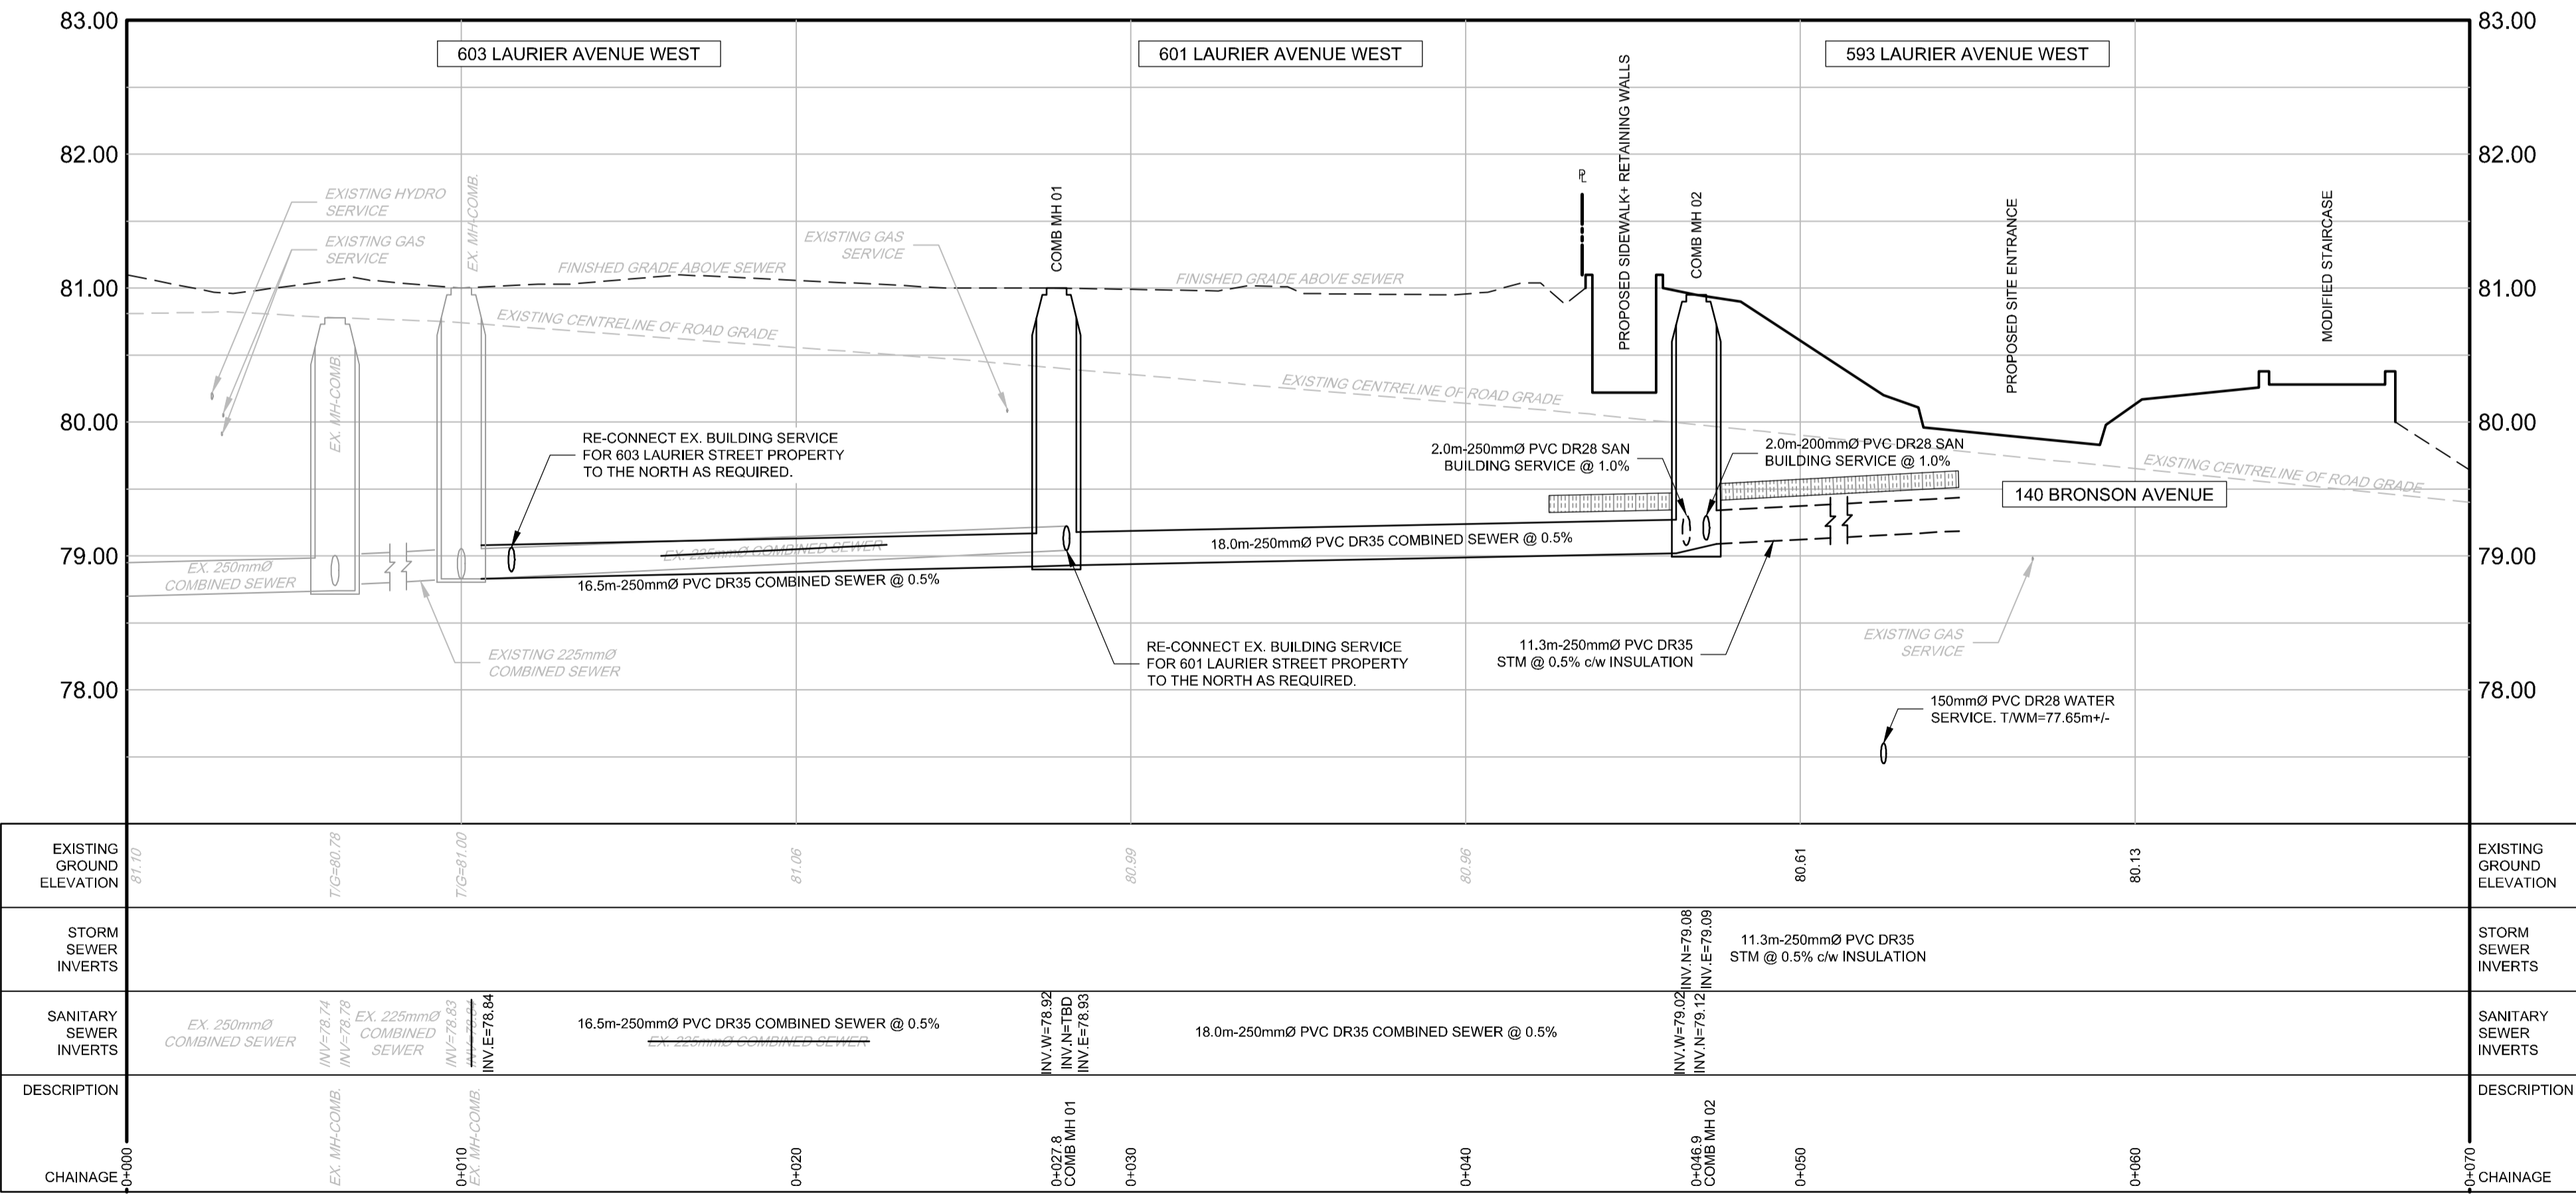 83.00
83.00
603 LAURIER AVENUE WEST
601 LAURIER AVENUE WEST
593 LAURIER AVENUE WEST
82.00
82.00
EXISTING HYDRO
SERVICE
EXISTING GAS
SERVICE
EX. MH-COMB.
EX. MH-COMB.
FINISHED GRADE ABOVE SEWER
EXISTING GAS
SERVICE
COMB MH 01
FINISHED GRADE ABOVE SEWER
PROPOSED SIDEWALK+ RETAINING WALLS
COMB MH 02
PROPOSED SITE ENTRANCE
MODIFIED STAIRCASE
81.00
81.00
EXISTING CENTRELINE OF ROAD GRADE
EXISTING CENTRELINE OF ROAD GRADE
EXISTING CENTRELINE OF ROAD GRADE
80.00
80.00
RE-CONNECT EX. BUILDING SERVICE
FOR 603 LAURIER STREET PROPERTY
TO THE NORTH AS REQUIRED.
2.0m-250mmØ PVC DR28 SAN
BUILDING SERVICE @ 1.0%
2.0m-200mmØ PVC DR28 SAN
BUILDING SERVICE @ 1.0%
140 BRONSON AVENUE
79.00
79.00
EX. 250mmØ
COMBINED SEWER
EX. 225mmØ COMBINED SEWER
16.5m-250mmØ PVC DR35 COMBINED SEWER @ 0.5%
18.0m-250mmØ PVC DR35 COMBINED SEWER @ 0.5%
EXISTING 225mmØ
COMBINED SEWER
RE-CONNECT EX. BUILDING SERVICE
FOR 601 LAURIER STREET PROPERTY
TO THE NORTH AS REQUIRED.
11.3m-250mmØ PVC DR35
STM @ 0.5% c/w INSULATION
EXISTING GAS
SERVICE
78.00
78.00
150mmØ PVC DR28 WATER
SERVICE. T/WM=77.65m+/-
EXISTING
GROUND
ELEVATION
81.10
T/G=80.78
T/G=81.00
81.06
80.99
80.96
80.61
80.13
EXISTING
GROUND
ELEVATION
STORM
SEWER
INVERTS
INV.N=79.08
INV.E=79.09
11.3m-250mmØ PVC DR35
STM @ 0.5% c/w INSULATION
STORM
SEWER
INVERTS
SANITARY
SEWER
INVERTS
EX. 250mmØ
COMBINED SEWER
INV=78.74
INV=78.78
EX. 225mmØ
COMBINED
SEWER
INV=78.83
INV.E=78.84
16.5m-250mmØ PVC DR35 COMBINED SEWER @ 0.5%
EX. 225mmØ COMBINED SEWER
INV.W=78.92
INV.N=TBD
INV.E=78.93
18.0m-250mmØ PVC DR35 COMBINED SEWER @ 0.5%
INV.W=79.02
INV.N=79.12
SANITARY
SEWER
INVERTS
DESCRIPTION
EX. MH-COMB.
EX. MH-COMB.
COMB MH 01
COMB MH 02
DESCRIPTION
CHAINAGE
0+000
0+010
0+020
0+027.8
0+030
0+040
0+046.9
0+050
0+060
0+070
CHAINAGE